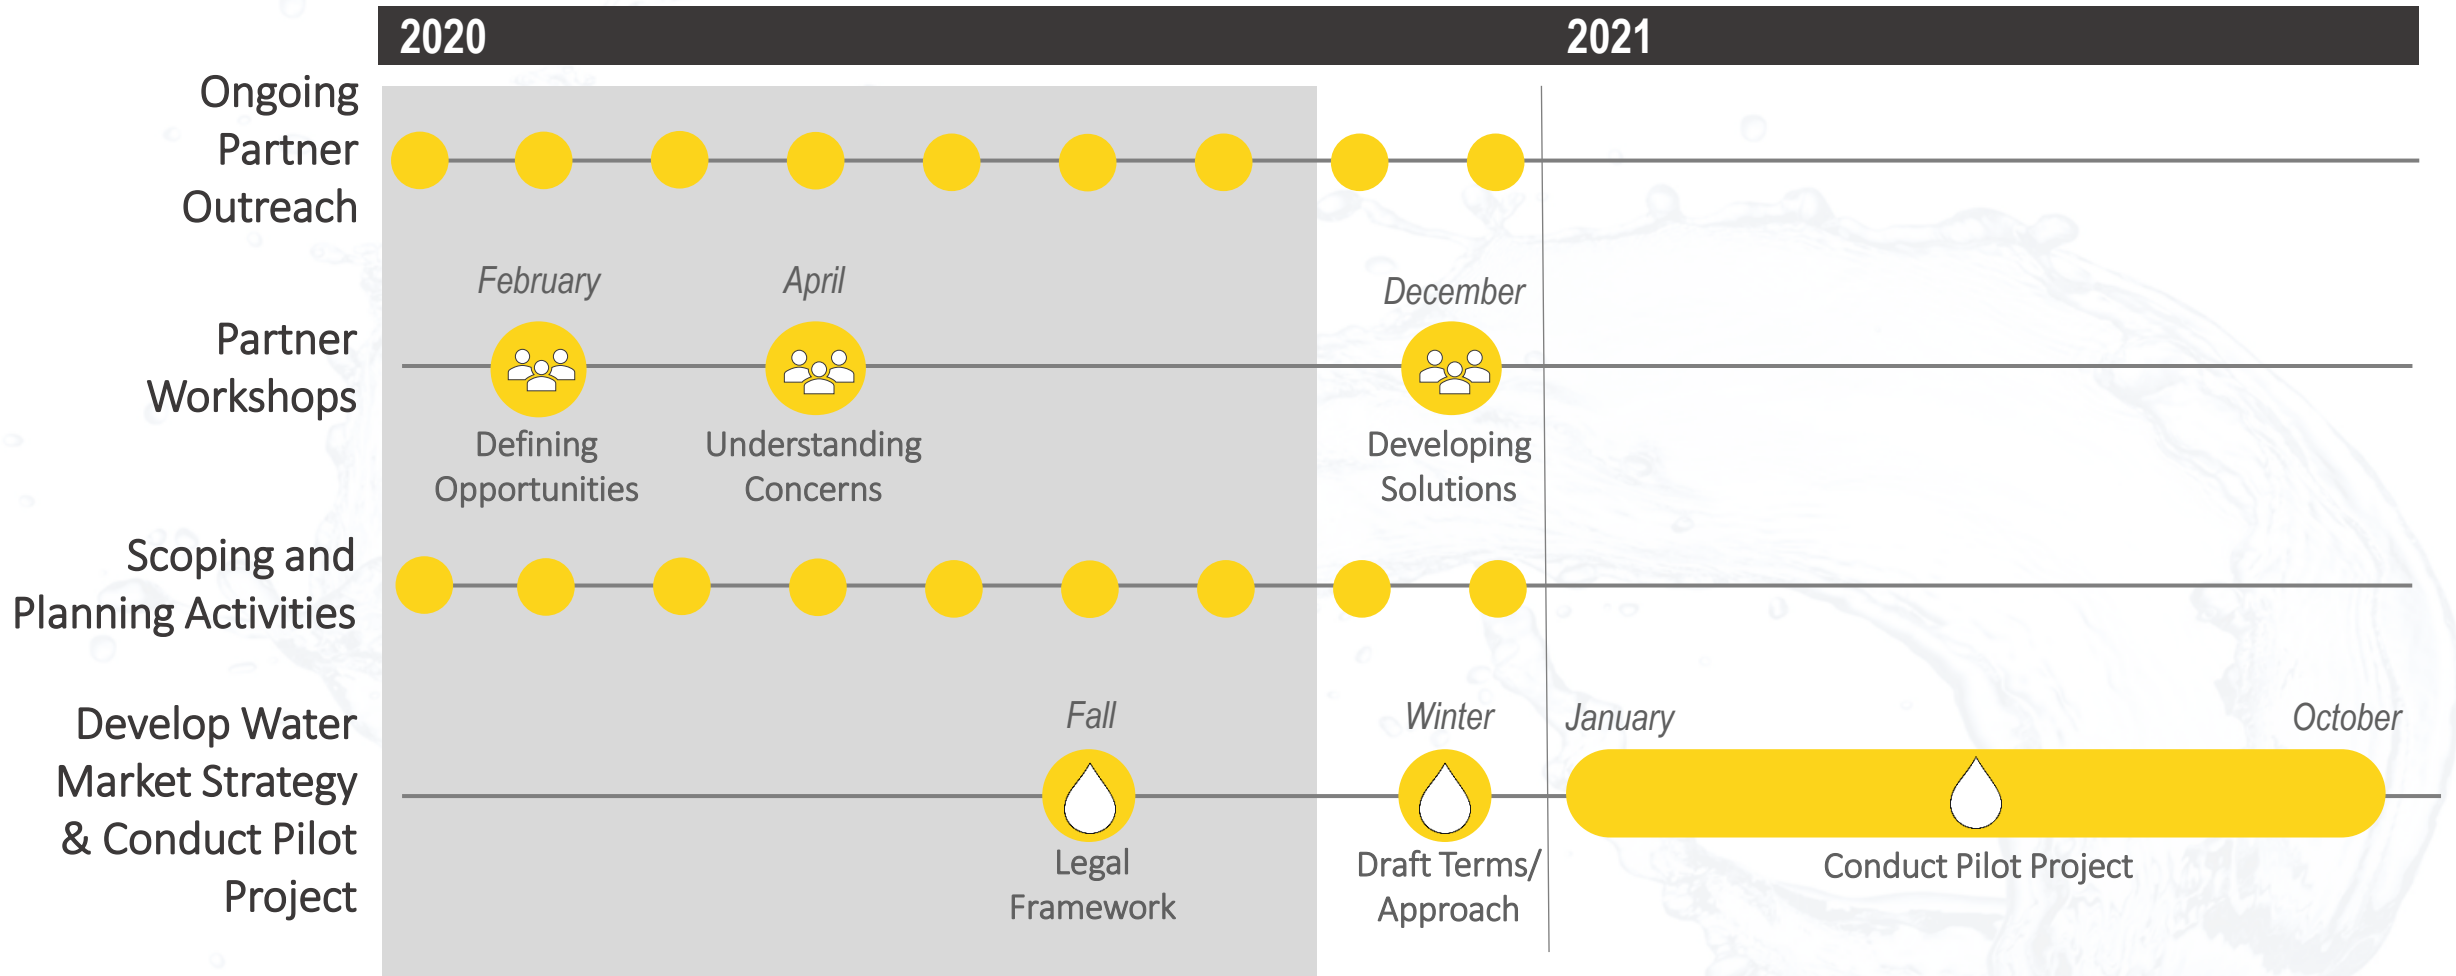 2020
2021
Ongoing
Partner
Outreach
February
April
December
Partner
Workshops
Defining
Opportunities
Understanding
Concerns
Developing
Solutions
Scoping and
Planning Activities
Develop Water
Market Strategy
& Conduct Pilot
Project
Fall
Winter
January
October
Legal
Framework
Draft Terms/
Approach
Conduct Pilot Project